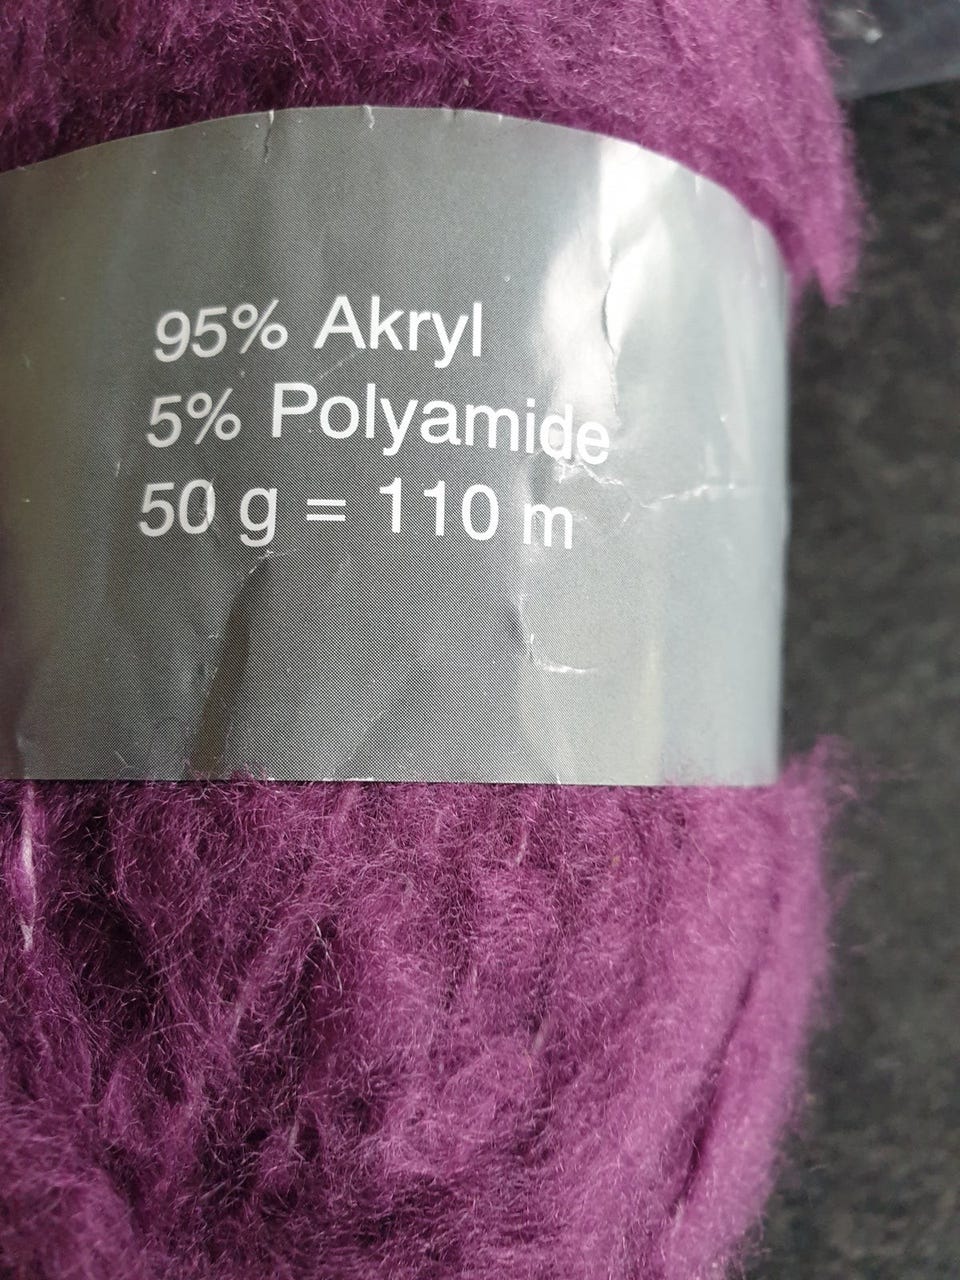 95% Akryl
5% Polyamide
50 g = 110 m